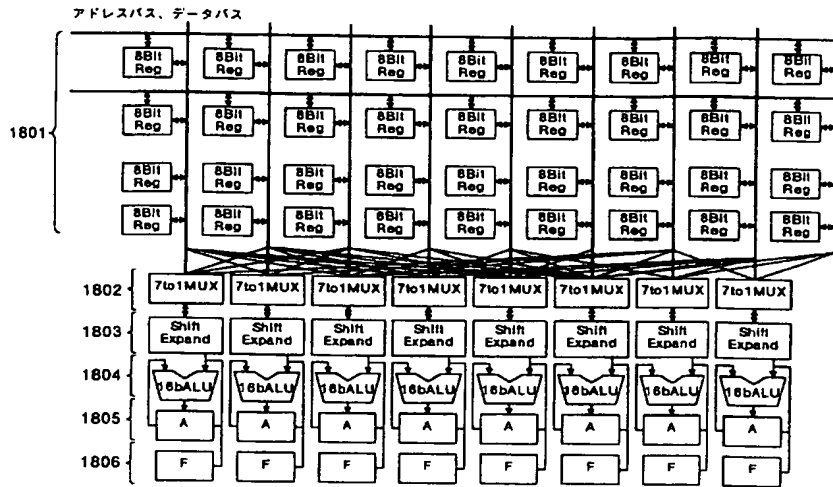 アドレスバス、データバス
8Bit 8Bit 8Bit 8Bit 8Bit 8Bit 8Bit 8Bit 8Bit
Reg Reg Reg Reg Reg Reg Reg Reg Reg
8Bit 8Bit 8Bit 8Bit 8Bit 8Bit 8Bit 8Bit 8Bit
Reg Reg Reg Reg Reg Reg Reg Reg Reg
1801
8Bit 8Bit 8Bit 8Bit 8Bit 8Bit 8Bit 8Bit 8Bit
Reg Reg Reg Reg Reg Reg Reg Reg Reg
8Bit 8Bit 8Bit 8Bit 8Bit 8Bit 8Bit 8Bit 8Bit
Reg Reg Reg Reg Reg Reg Reg Reg Reg
1802 7to1MUX 7to1MUX 7to1MUX 7to1MUX 7to1MUX 7to1MUX 7to1MUX 7to1MUX
1803 Shift Shift Shift Shift Shift Shift Shift Shift
Expand Expand Expand Expand Expand Expand Expand Expand
1804 16bALU 16bALU 16bALU 16bALU 16bALU 16bALU 16bALU 16bALU
1805 A A A A A A A A
1806 F F F F F F F F